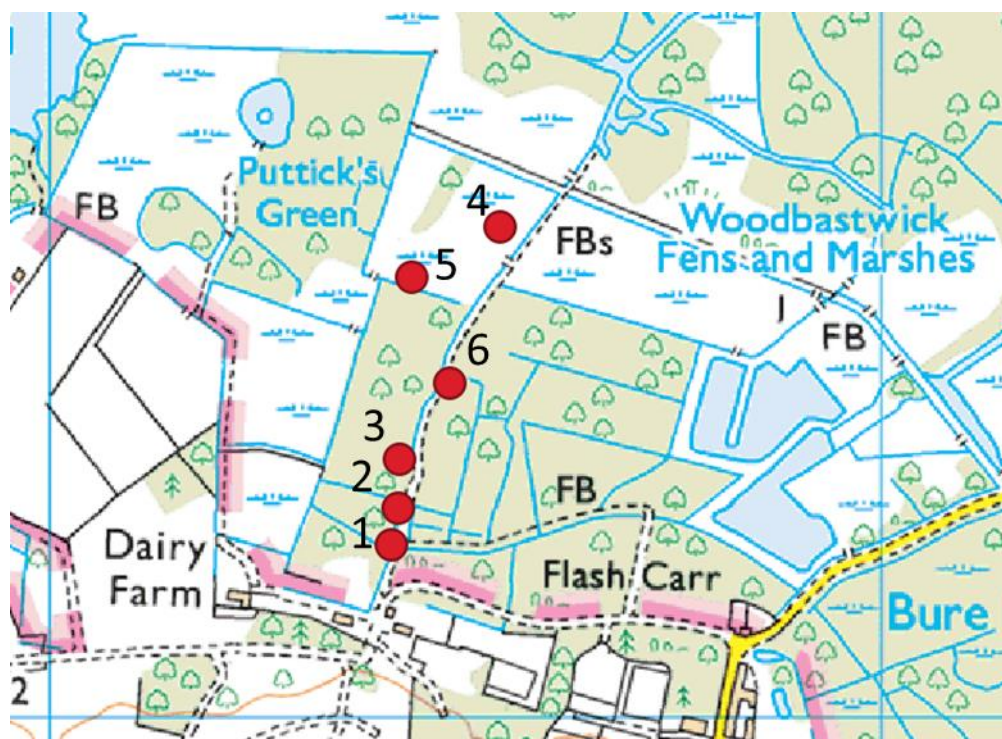 Puttick's
Green
FB
4
FBs
Woodbastwick
Fens and Marshes
5
J
FB
6
3
2
FB
1
Dairy
Farm
Flash Carr
Bure
2